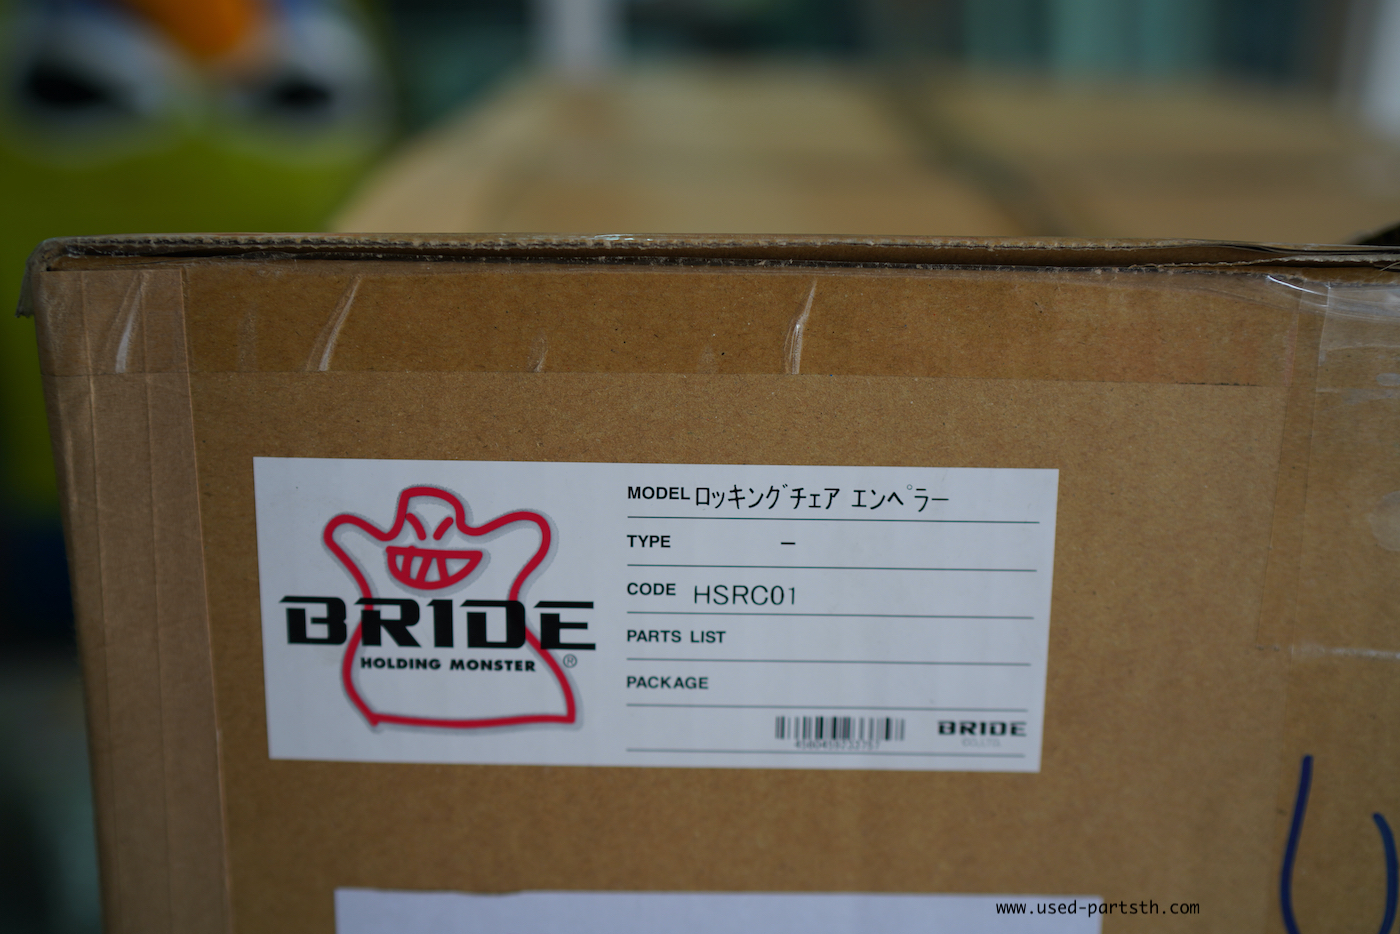 BRIDE
HOLDING MONSTER
®
MODEL ﾛｯｷﾝｸﾞﾁｪｱ ｴﾝﾍﾟﾗｰ
TYPE －
CODE HSRC01
PARTS LIST
PACKAGE
BRIDE
www.used-partsth.com